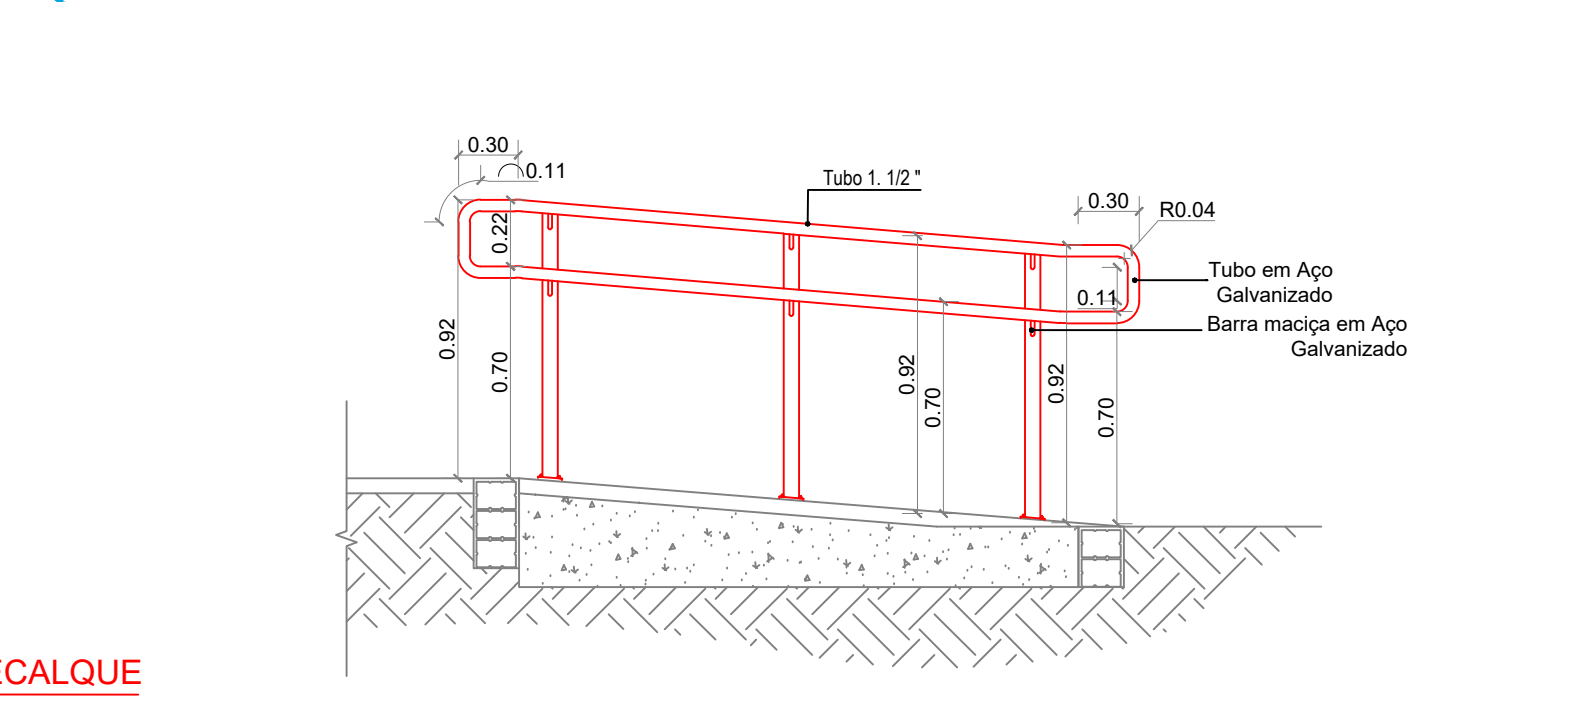 0.30
0.11
Tubo 1. 1/2 "
0.30
R0.04
0.22
Tubo em Aço
Galvanizado
0.11
Barra maciça em Aço
Galvanizado
0.92
0.70
0.92
0.70
0.92
0.70
ECALQUE